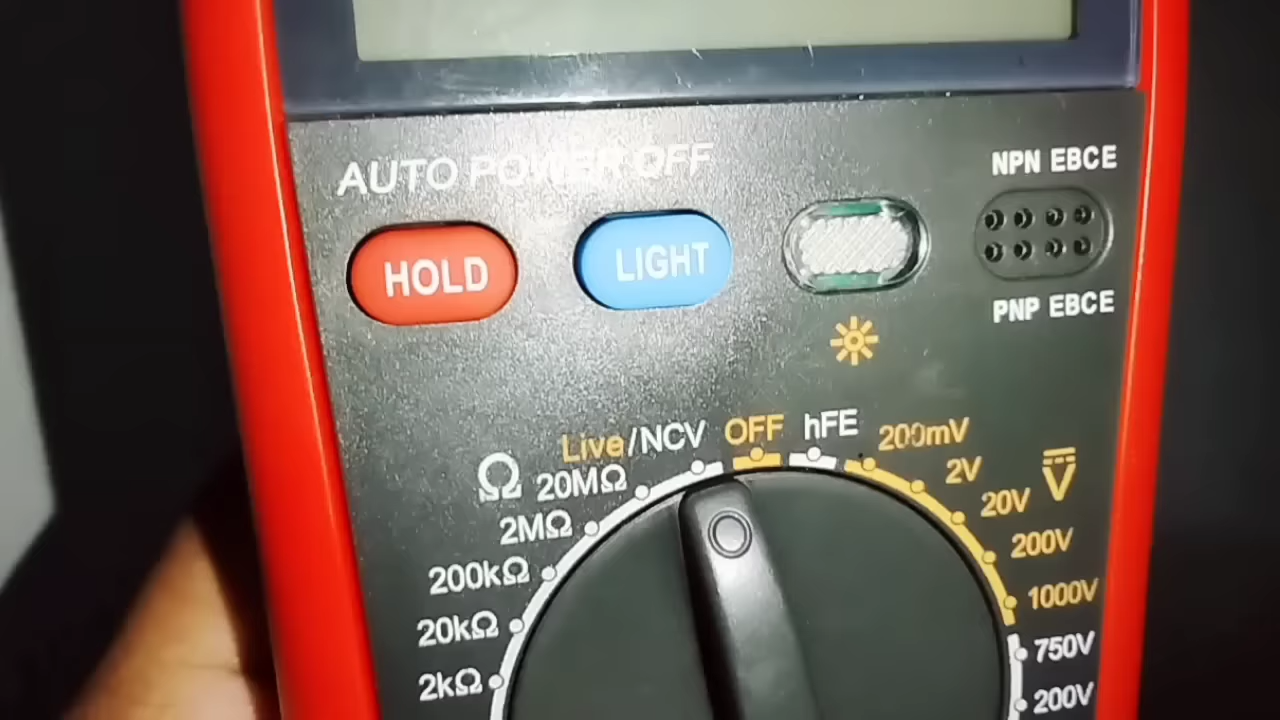 AUTO POWER OFF
NPN EBCE
HOLD
LIGHT
PNP EBCE
Live/NCV
OFF
hFE
200mV
Ω
20MΩ
2V
V
2MΩ
20V
200kΩ
200V
20kΩ
1000V
2kΩ
750V
200V